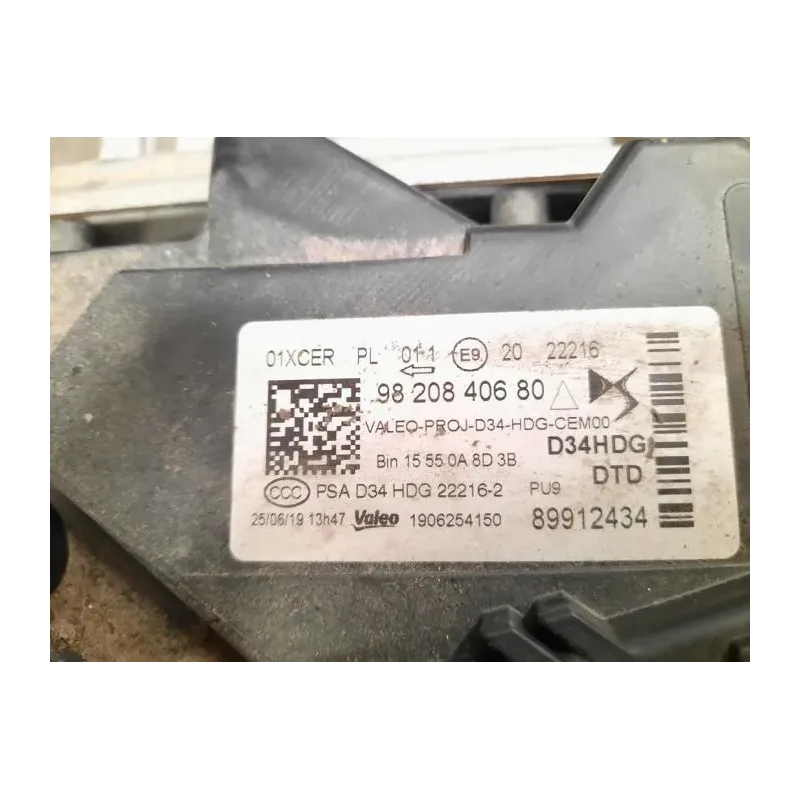 01XCER PL 011 E9 20 22216
98 208 406 80 DS
VALEO-PROJ-D34-HDG-CEM00
D34HDG
Bin 15 55 0A 8D 3B
DTD
CCC PSA D34 HDG 22216-2 PU9
25/06/19 13h47 Valeo 1906254150 89912434